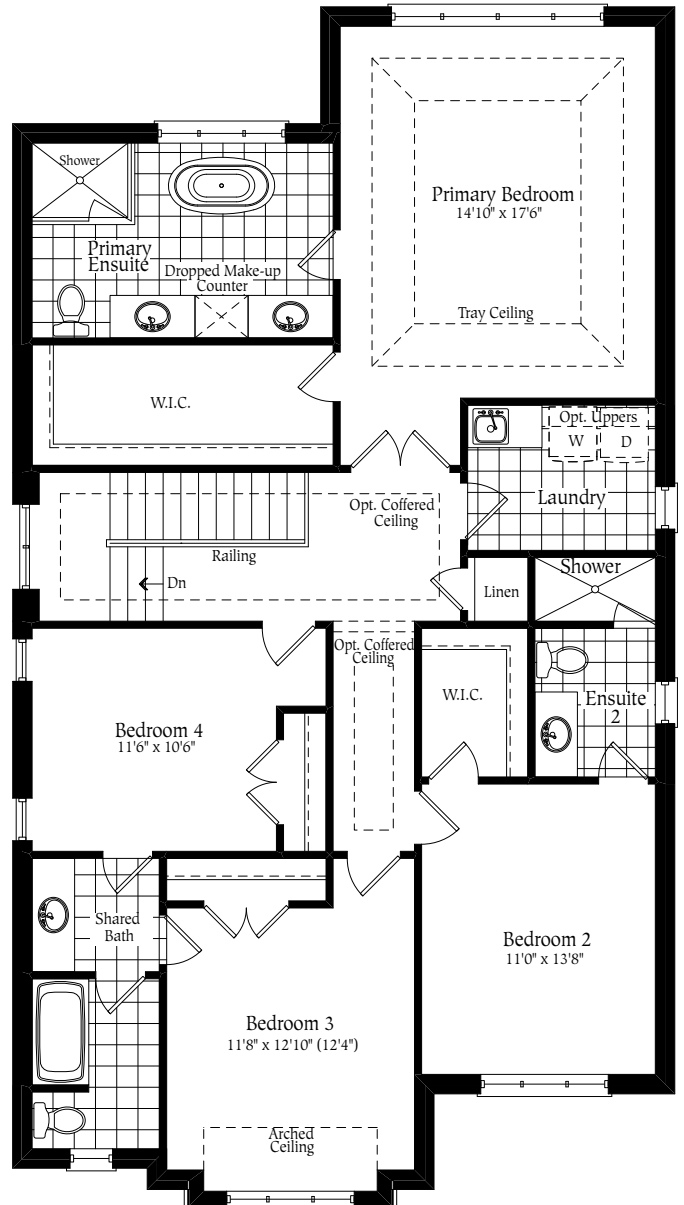 Shower
Primary Bedroom
14'10" x 17'6"
Primary
Ensuite
Dropped Make-up
Counter
Tray Ceiling
W.I.C.
Opt. Uppers
W
D
Laundry
Opt. Coffered
Ceiling
Railing
Dn
Linen
Shower
Opt. Coffered
Ceiling
W.I.C.
Ensuite
2
Bedroom 4
11'6" x 10'6"
Shared
Bath
Bedroom 2
11'0" x 13'8"
Bedroom 3
11'8" x 12'10" (12'4")
Arched
Ceiling